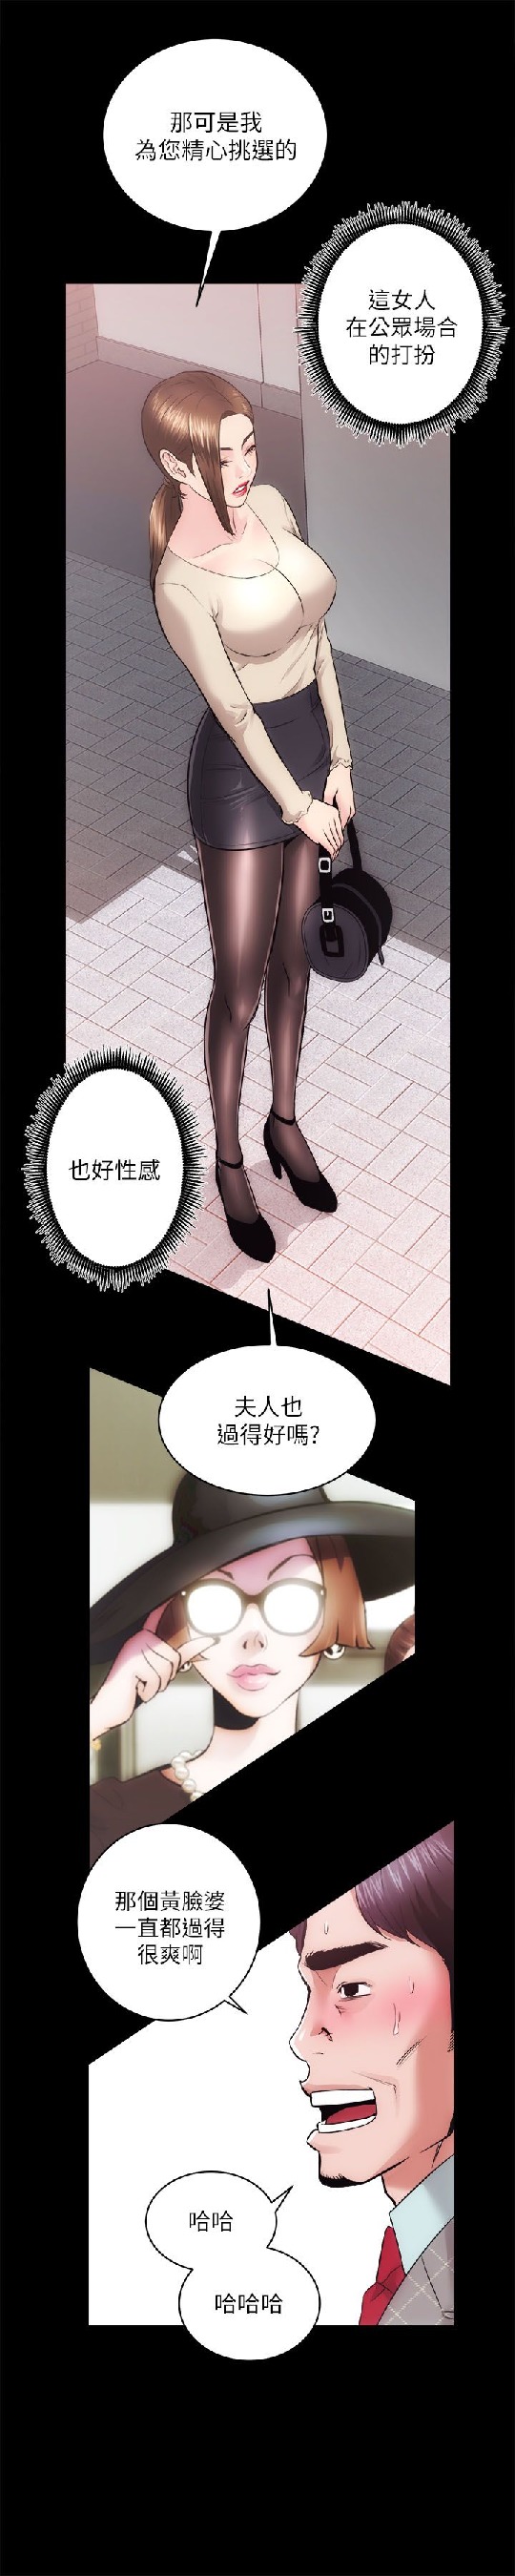 那可是我
為您精心挑選的
這女人
在公眾場合
的打扮
也好性感
夫人也
過得好嗎?
那個黃臉婆
一直都過得
很爽啊
哈哈
哈哈哈